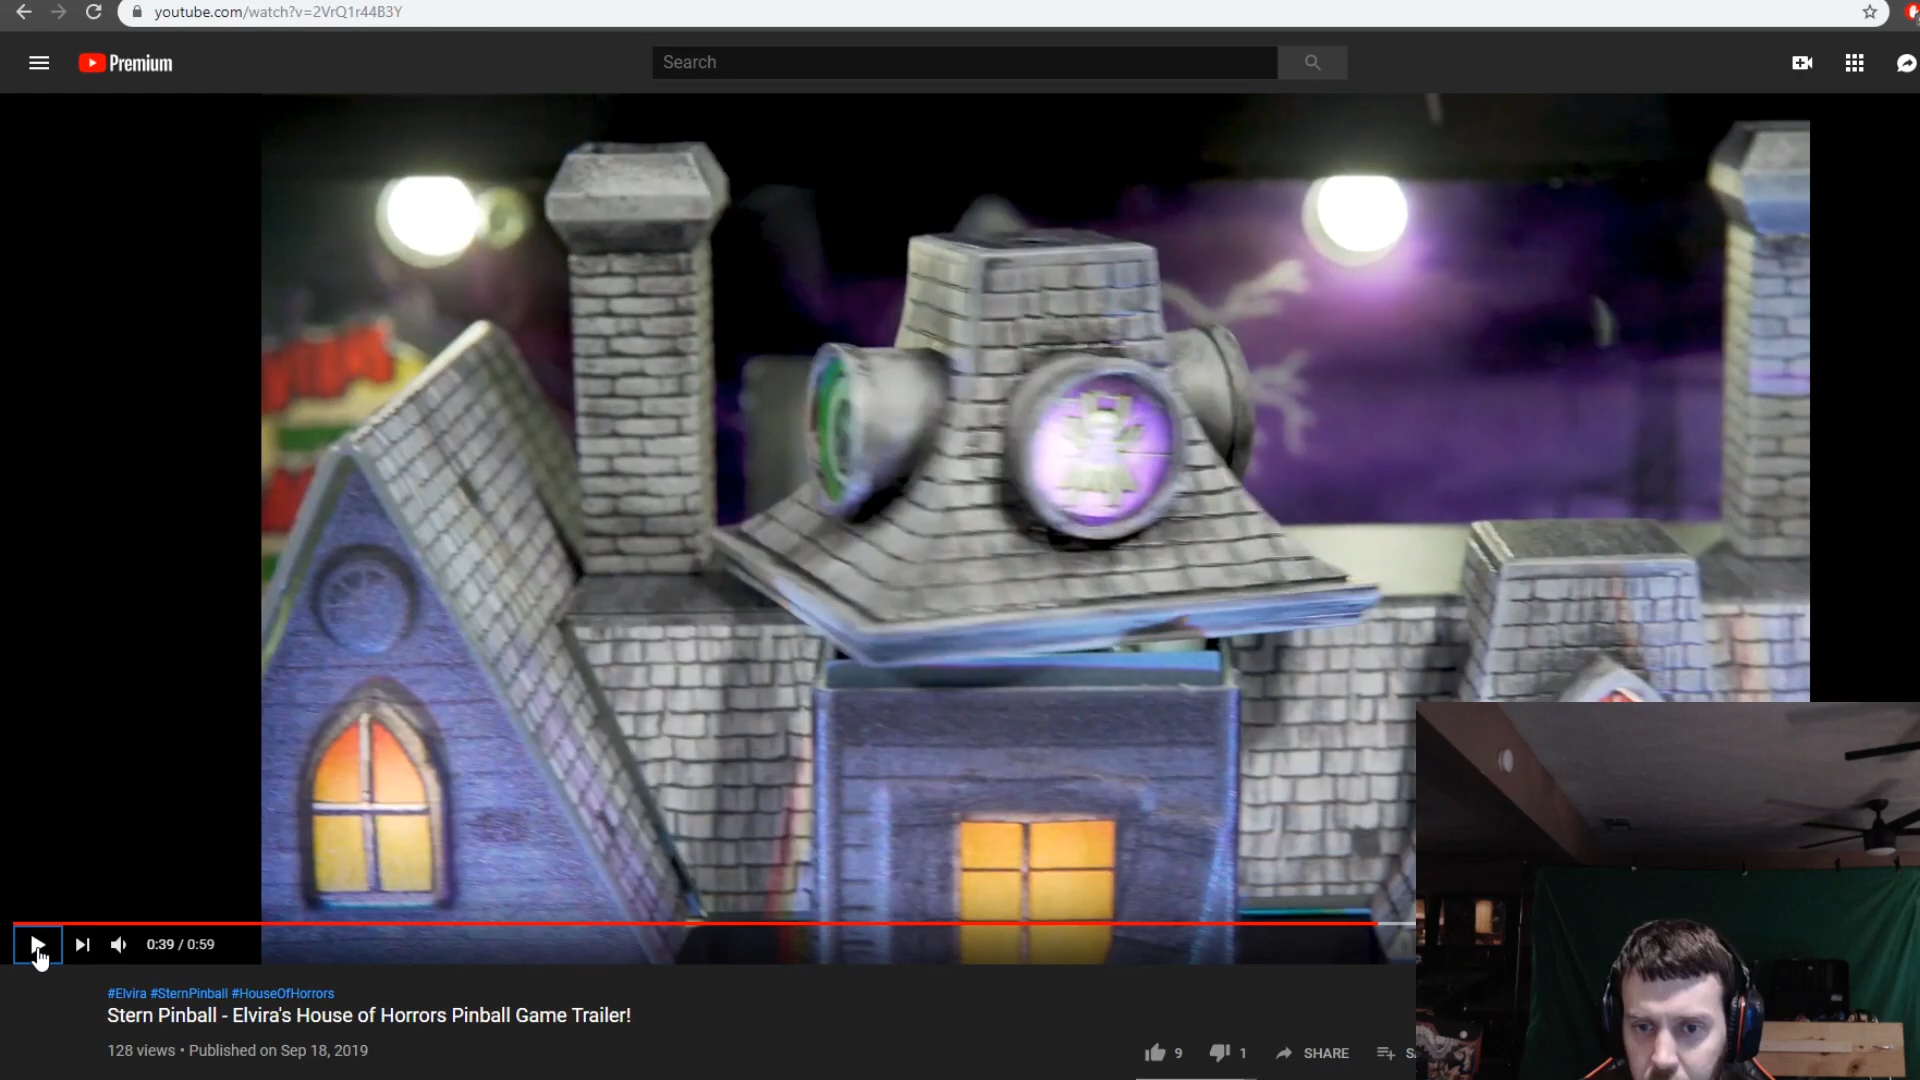 youtube.com/watch?v=2VrQ1r44B3Y
Premium
Search
0:39 / 0:59
#Elvira #SternPinball #HouseOfHorrors
Stern Pinball - Elvira's House of Horrors Pinball Game Trailer!
128 views • Published on Sep 18, 2019
9 1 SHARE